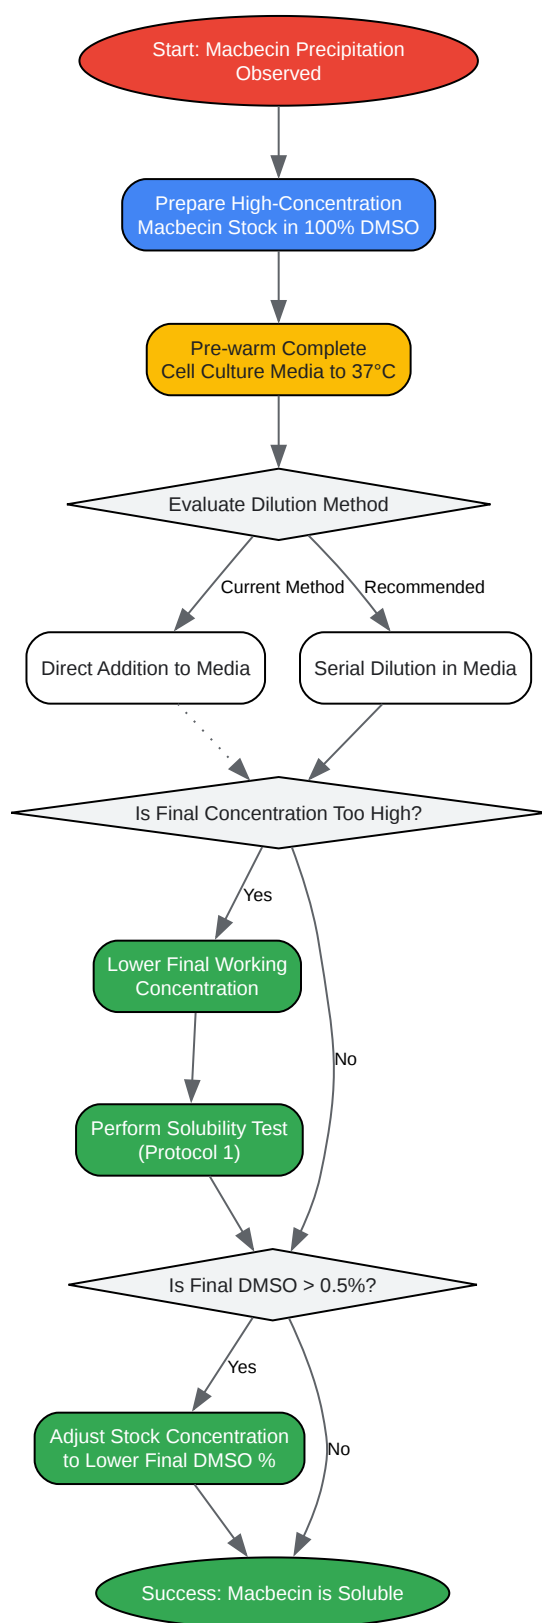 Start: Macbecin Precipitation
Observed
Prepare High-Concentration
Macbecin Stock in 100% DMSO
Pre-warm Complete
Cell Culture Media to 37°C
Evaluate Dilution Method
Current Method
Recommended
Direct Addition to Media
Serial Dilution in Media
Is Final Concentration Too High?
Yes
Lower Final Working
Concentration
No
Perform Solubility Test
(Protocol 1)
Is Final DMSO > 0.5%?
Yes
Adjust Stock Concentration
to Lower Final DMSO %
No
Success: Macbecin is Soluble